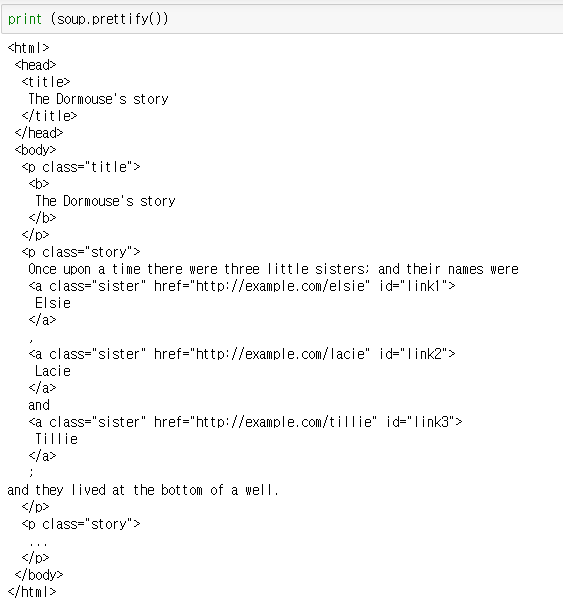 print (soup.prettify())
<html>
 <head>
  <title>
   The Dormouse's story
  </title>
 </head>
 <body>
  <p class="title">
   <b>
    The Dormouse's story
   </b>
  </p>
  <p class="story">
   Once upon a time there were three little sisters; and their names were
   <a class="sister" href="http://example.com/elsie" id="link1">
    Elsie
   </a>
   ,
   <a class="sister" href="http://example.com/lacie" id="link2">
    Lacie
   </a>
   and
   <a class="sister" href="http://example.com/tillie" id="link3">
    Tillie
   </a>
   ;
and they lived at the bottom of a well.
  </p>
  <p class="story">
   ...
  </p>
 </body>
</html>